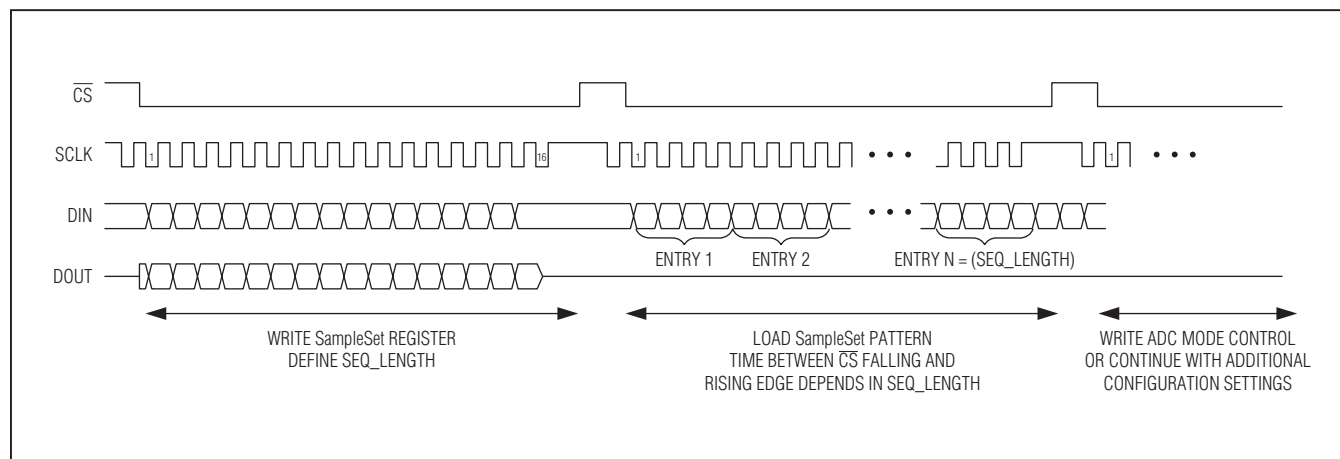 CS
SCLK
1
16
1
1
DIN
ENTRY 1
ENTRY 2
ENTRY N = (SEQ_LENGTH)
DOUT
WRITE SampleSet REGISTER
DEFINE SEQ_LENGTH
LOAD SampleSet PATTERN
TIME BETWEEN CS FALLING AND
RISING EDGE DEPENDS IN SEQ_LENGTH
WRITE ADC MODE CONTROL
OR CONTINUE WITH ADDITIONAL
CONFIGURATION SETTINGS